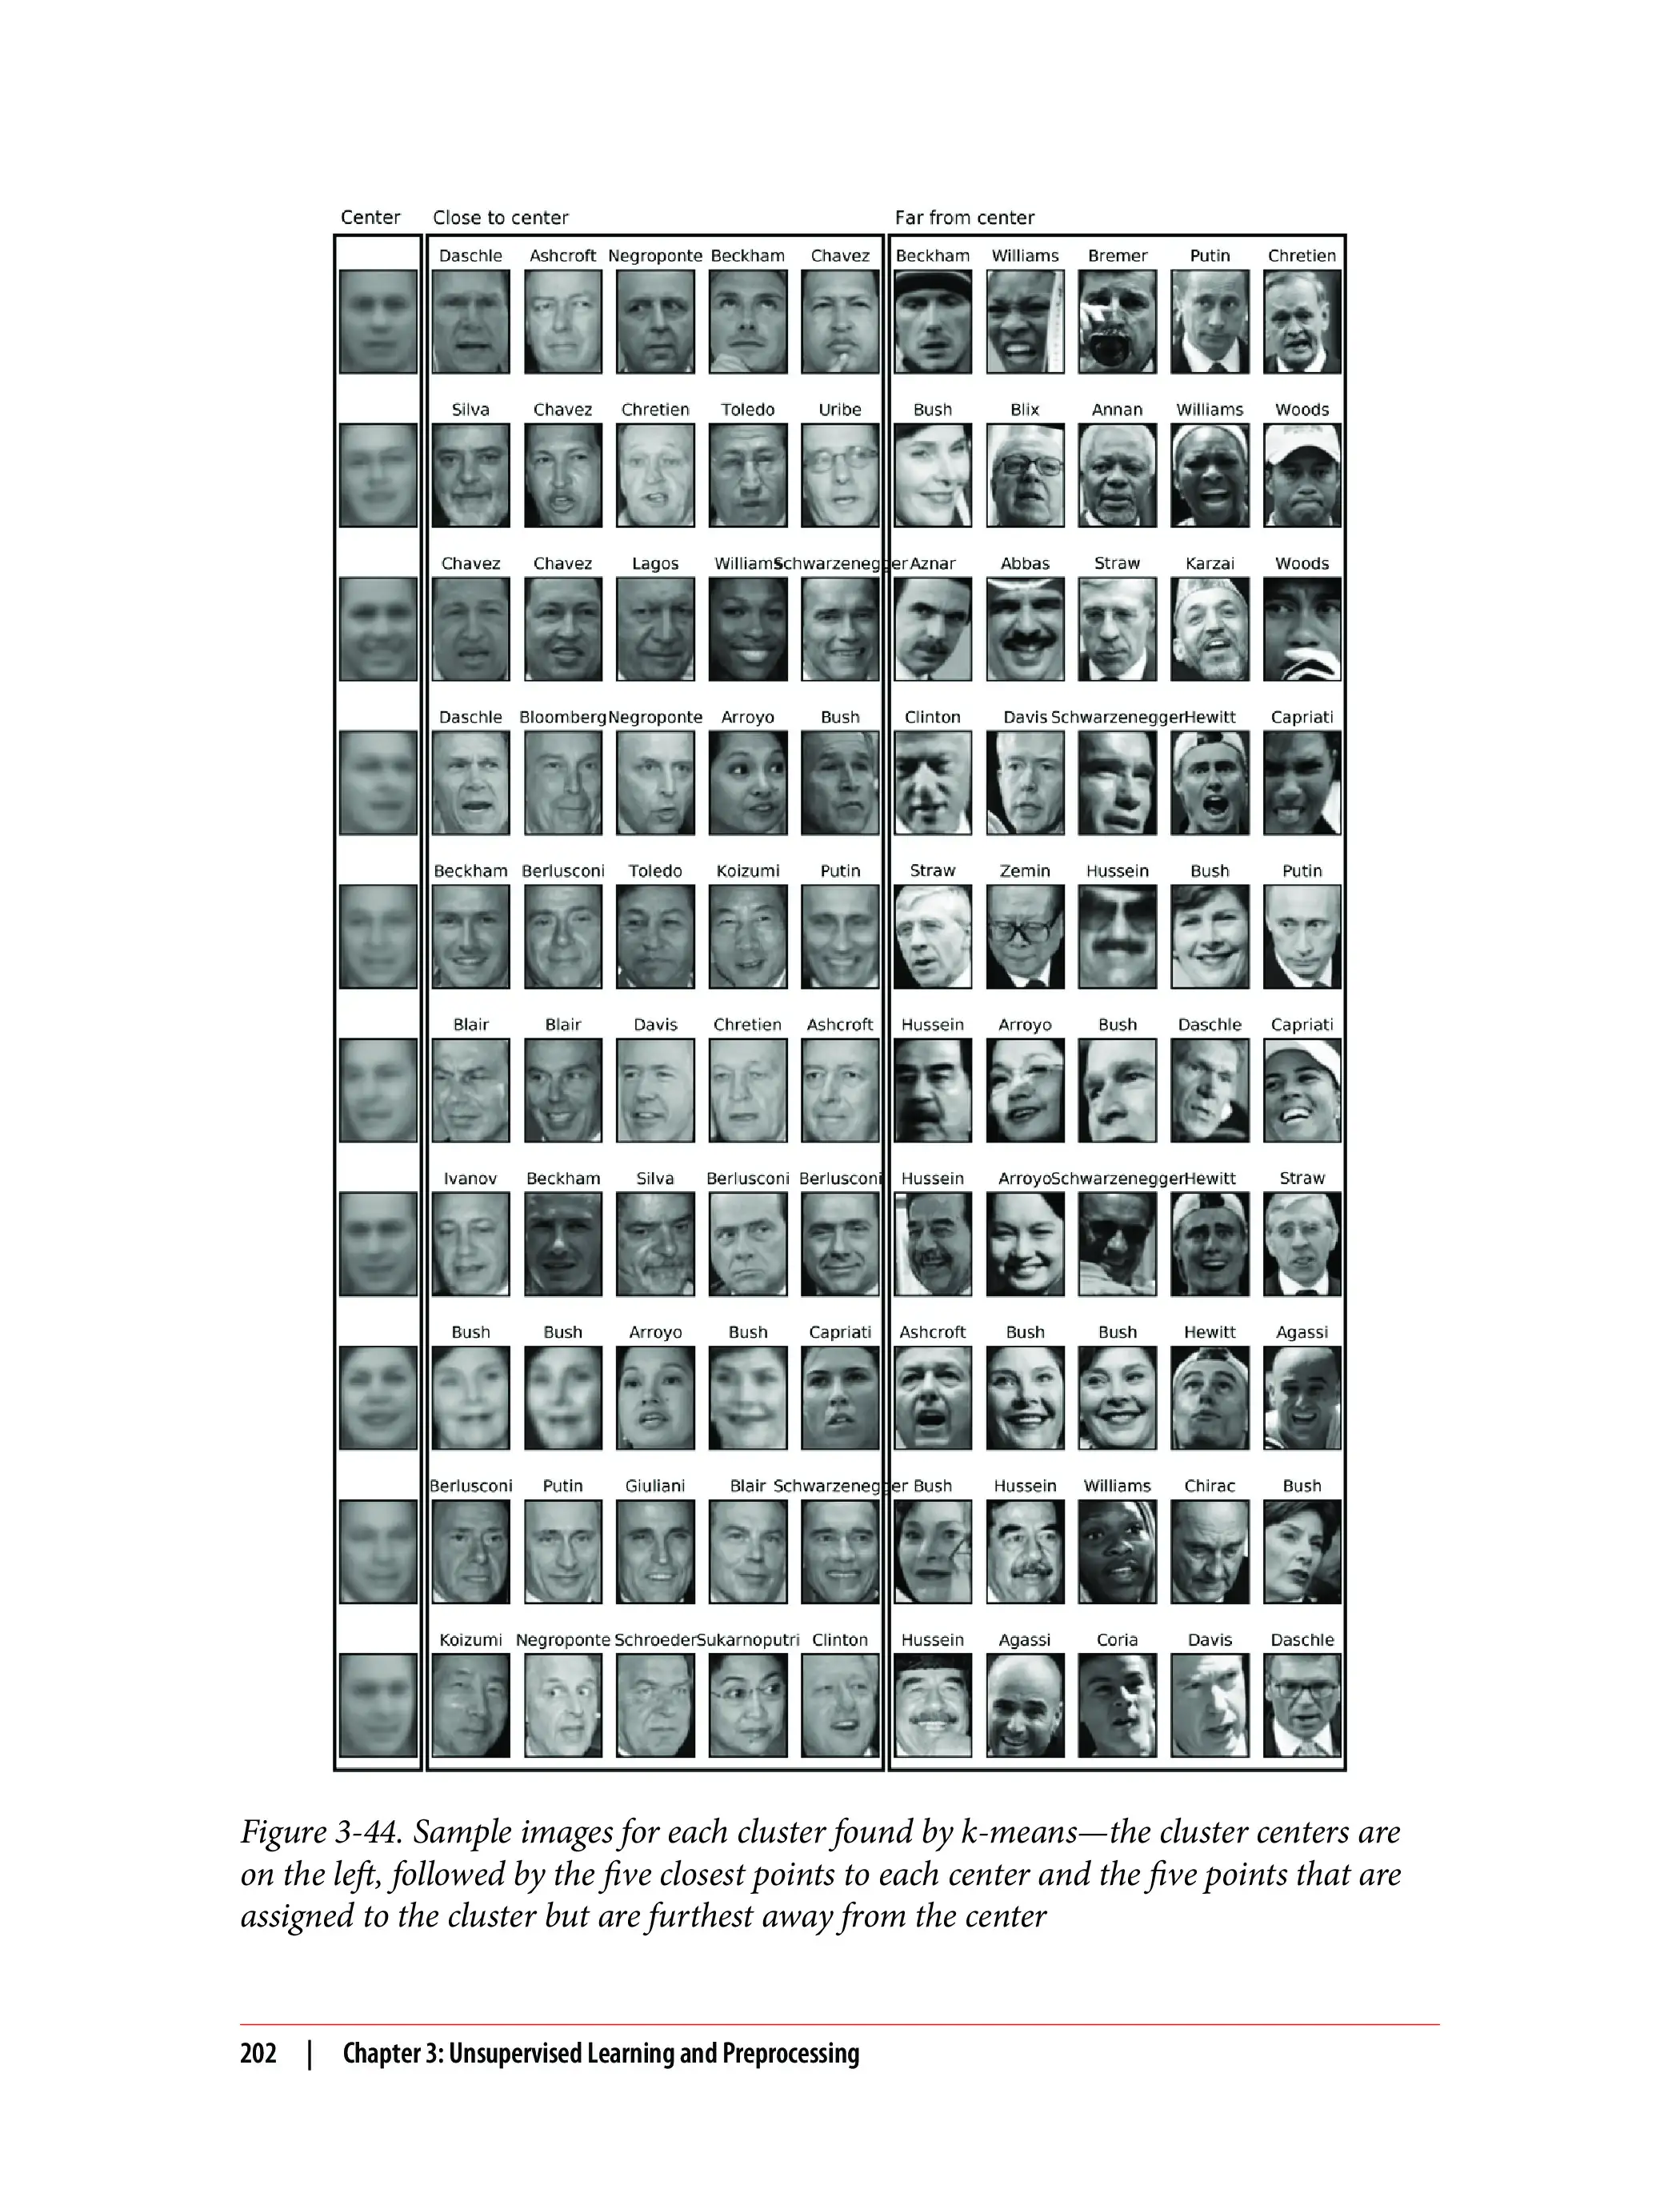 Center Close to center Far from center
Daschle Ashcroft Negroponte Beckham Chavez Beckham Williams Bremer Putin Chretien
Silva Chavez Chretien Toledo Uribe Bush Blix Annan Williams Woods
Chavez Chavez Lagos Williams Schwarzenegger Aznar Abbas Straw Karzai Woods
Daschle Bloomberg Negroponte Arroyo Bush Clinton Davis Schwarzenegger Hewitt Capriati
Beckham Berlusconi Toledo Koizumi Putin Straw Zemin Hussein Bush Putin
Blair Blair Davis Chretien Ashcroft Hussein Arroyo Bush Daschle Capriati
Ivanov Beckham Silva Berlusconi Berlusconi Hussein Arroyo Schwarzenegger Hewitt Straw
Bush Bush Arroyo Bush Capriati Ashcroft Bush Bush Hewitt Agassi
Berlusconi Putin Giuliani Blair Schwarzenegger Bush Hussein Williams Chirac Bush
Koizumi Negroponte Schroeder Sukarnoputri Clinton Hussein Agassi Coria Davis Daschle
Figure 3-44. Sample images for each cluster found by k-means—the cluster centers are
on the left, followed by the five closest points to each center and the five points that are
assigned to the cluster but are furthest away from the center
202 | Chapter 3: Unsupervised Learning and Preprocessing